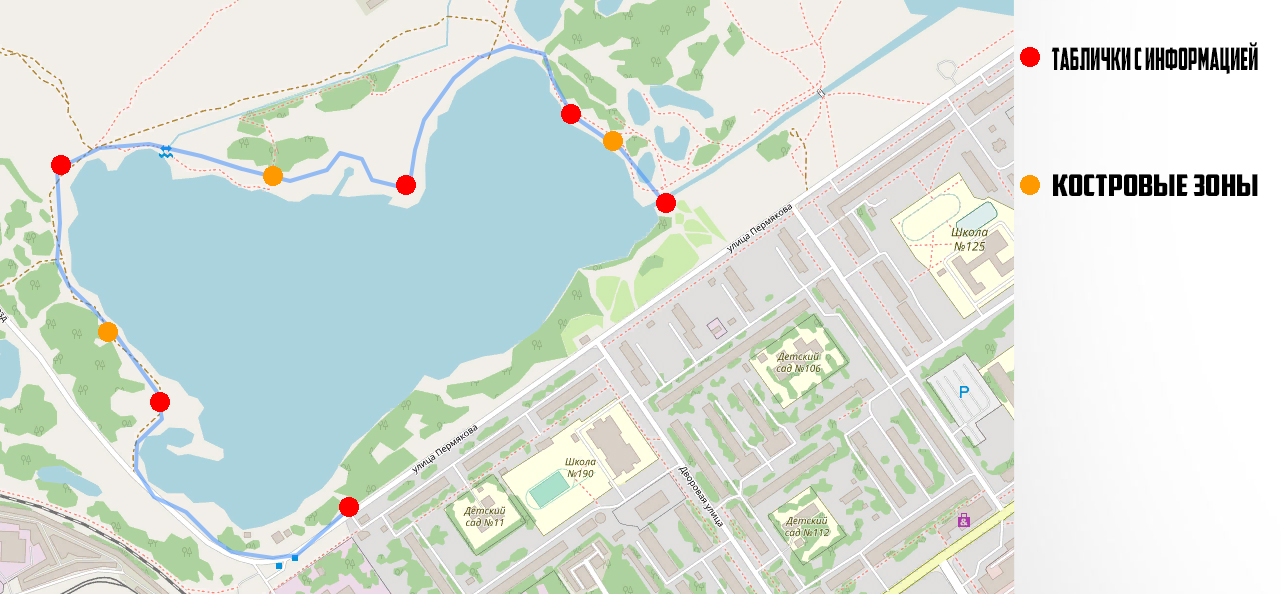 ТАБЛИЧКИ С ИНФОРМАЦИЕЙ
КОСТРОВЫЕ ЗОНЫ
улица Пермякова
Школа
№125
Детский
сад №106
P
улица Пермякова
Школа
№190
Дворовая улица
Детский
сад №11
Детский
сад №112
&